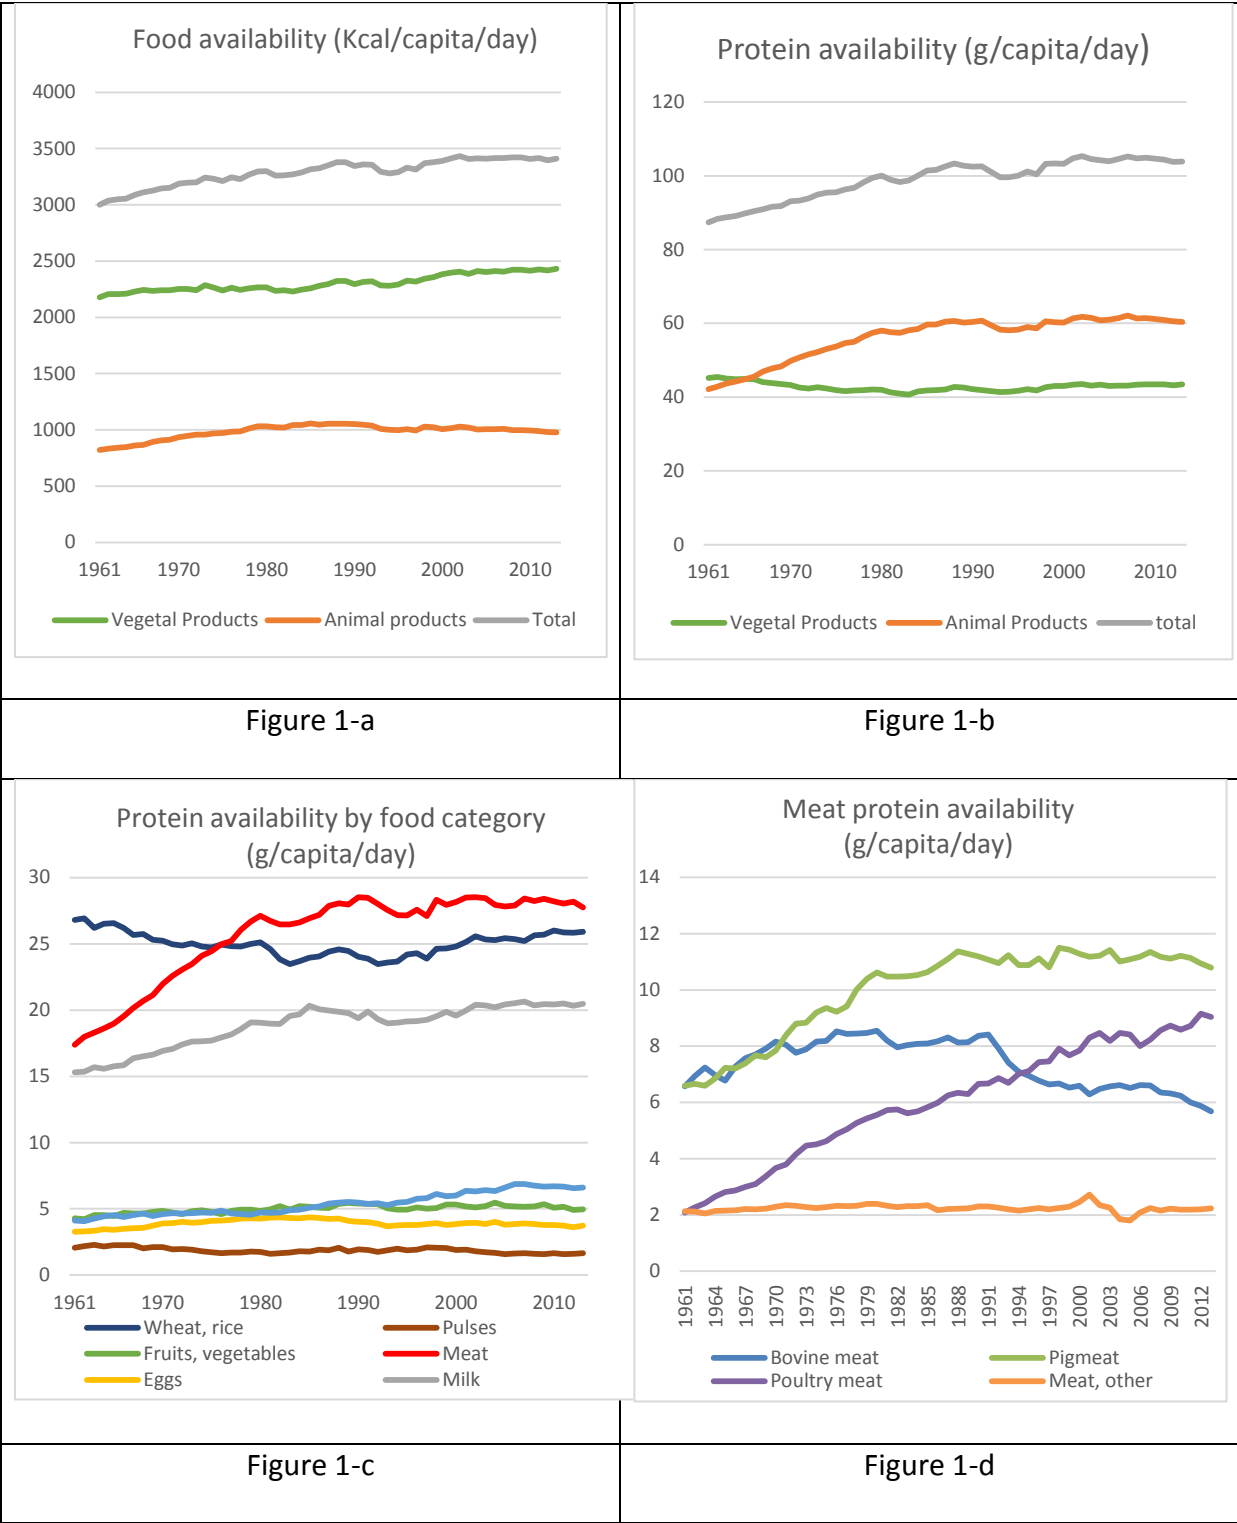 Food availability (Kcal/capita/day)
4000
3500
3000
2500
2000
1500
1000
500
0
1961 1970 1980 1990 2000 2010
Vegetal Products Animal products Total
Protein availability (g/capita/day)
120
100
80
60
40
20
0
1961 1970 1980 1990 2000 2010
Vegetal Products Animal Products total
Figure 1-a
Figure 1-b
Protein availability by food category
(g/capita/day)
30
25
20
15
10
5
0
1961 1970 1980 1990 2000 2010
Wheat, rice Pulses
Fruits, vegetables Meat
Eggs Milk
Meat protein availability
(g/capita/day)
14
12
10
8
6
4
2
0
1961 1964 1967 1970 1973 1976 1979 1982 1985 1988 1991 1994 1997 2000 2003 2006 2009 2012
Bovine meat Pigmeat
Poultry meat Meat, other
Figure 1-c
Figure 1-d